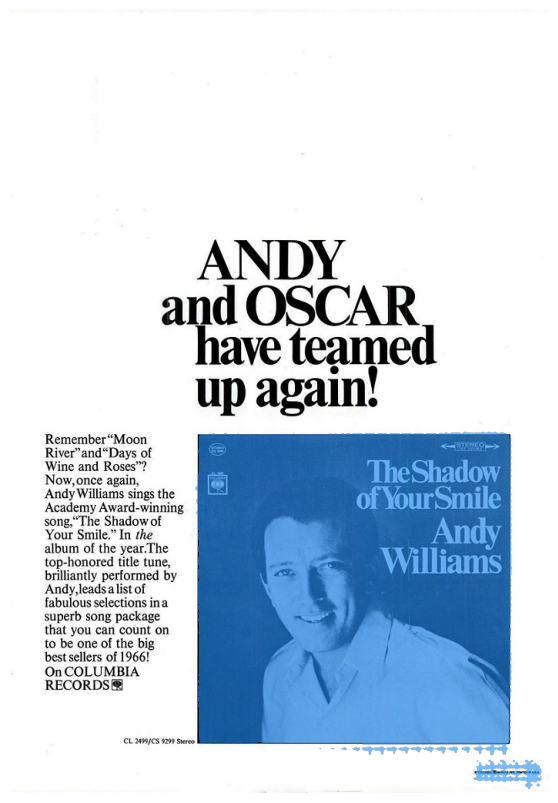 ANDY
and OSCAR
have teamed
up again!
Remember “Moon
River” and “Days of
Wine and Roses”?
Now, once again,
Andy Williams sings the
Academy Award-winning
song, “The Shadow of
Your Smile.” In the
album of the year. The
top-honored title tune,
brilliantly performed by
Andy, leads a list of
fabulous selections in a
superb song package
that you can count on
to be one of the big
best sellers of 1966!
On COLUMBIA
RECORDS
STEREO
The Shadow
of Your Smile
Andy
Williams
CL 2499/CS 9299 Stereo